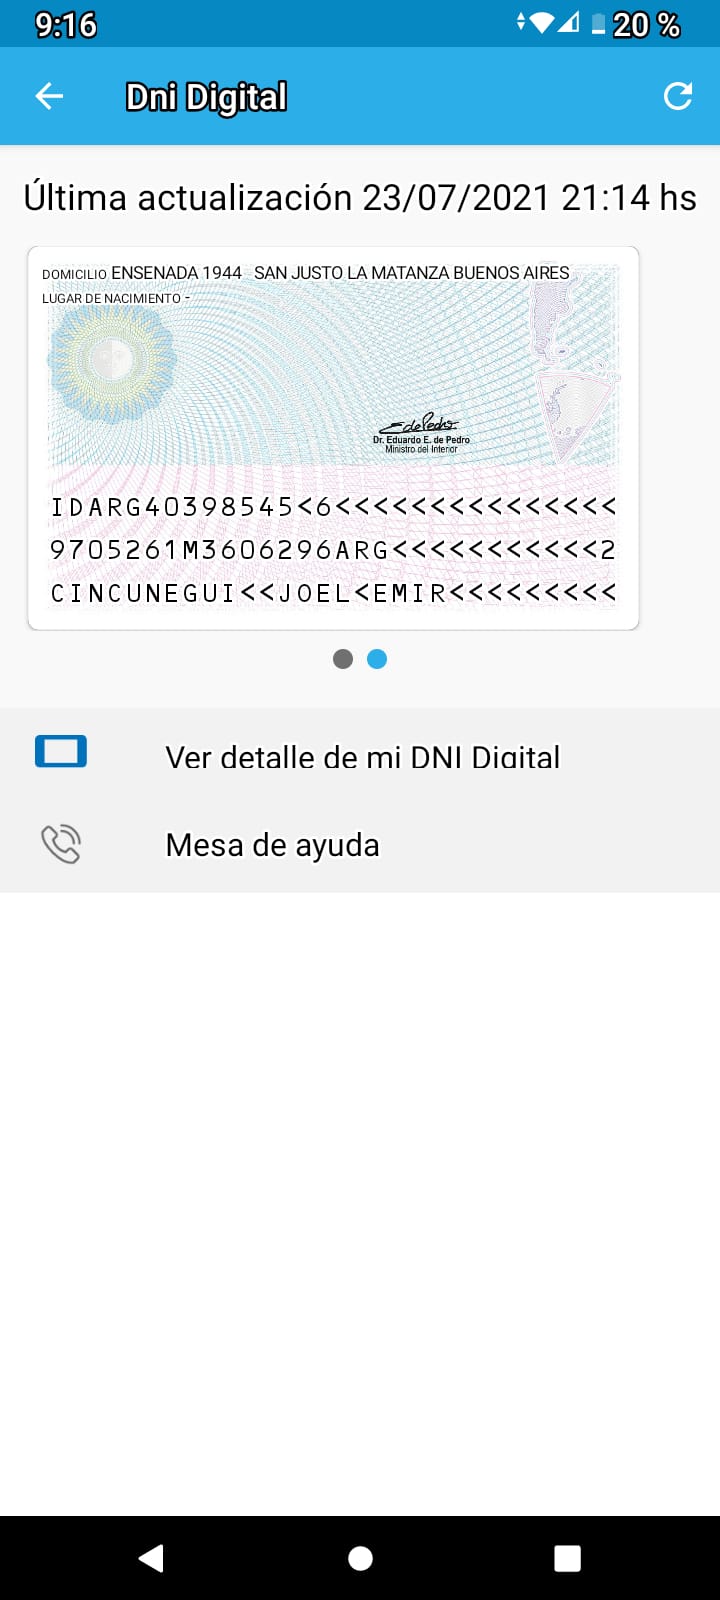 9:16
20 %
Dni Digital
Última actualización 23/07/2021 21:14 hs
DOMICILIO ENSENADA 1944 SAN JUSTO LA MATANZA BUENOS AIRES
LUGAR DE NACIMIENTO -
Dr. Eduardo E. de Pedro
Ministro del Interior
IDARG40398545<6<<<<<<<<<<<<<<<
9705261M3606296ARG<<<<<<<<<<<2
CINCUNEGUI<<JOEL<EMIR<<<<<<<<<
Ver detalle de mi DNI Digital
Mesa de ayuda